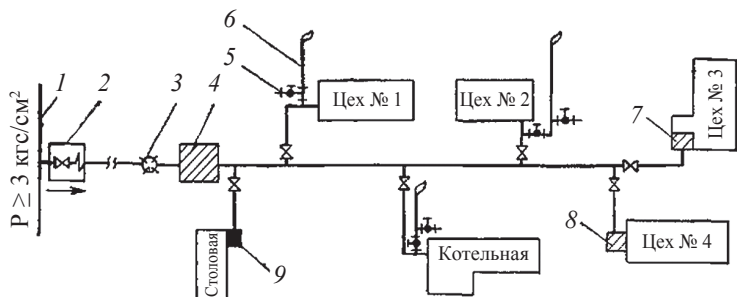 6
1
2
3
4
5
Цех № 1
Цех № 2
7
Цех № 3
P ≥ 3 кгс/см²
8
Цех № 4
Столовая
9
Котельная